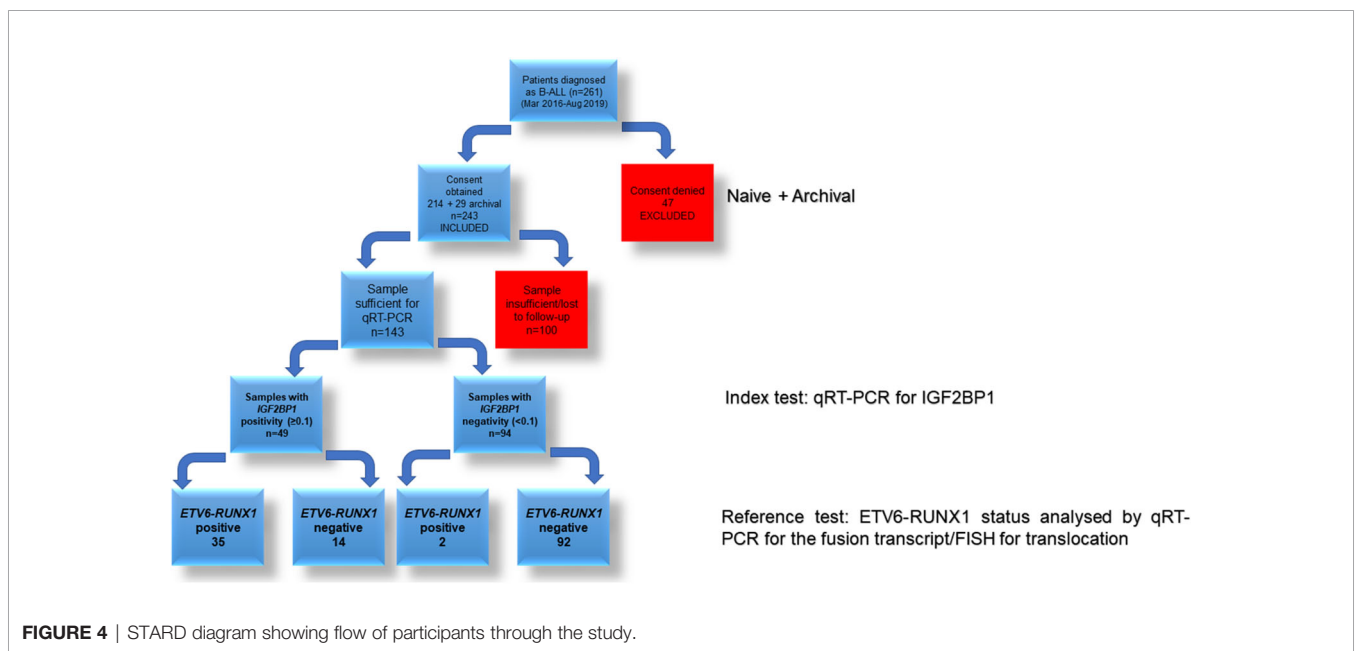 Patients diagnosed
as B-ALL (n=261)
(Mar 2016-Aug 2019)
Consent
obtained
214 + 29 archival
n=243
INCLUDED
Consent denied
47
EXCLUDED
Naive + Archival
Sample
sufficient for
qRT-PCR
n=143
Sample
insufficient/lost
to follow-up
n=100
Samples with
IGF2BP1
positivity (≥0.1)
n=49
Samples with
IGF2BP1
negativity (<0.1)
n=94
Index test: qRT-PCR for IGF2BP1
ETV6-RUNX1
positive
35
ETV6-RUNX1
negative
14
ETV6-RUNX1
positive
2
ETV6-RUNX1
negative
92
Reference test: ETV6-RUNX1 status analysed by qRT-
PCR for the fusion transcript/FISH for translocation
FIGURE 4 | STARD diagram showing flow of participants through the study.